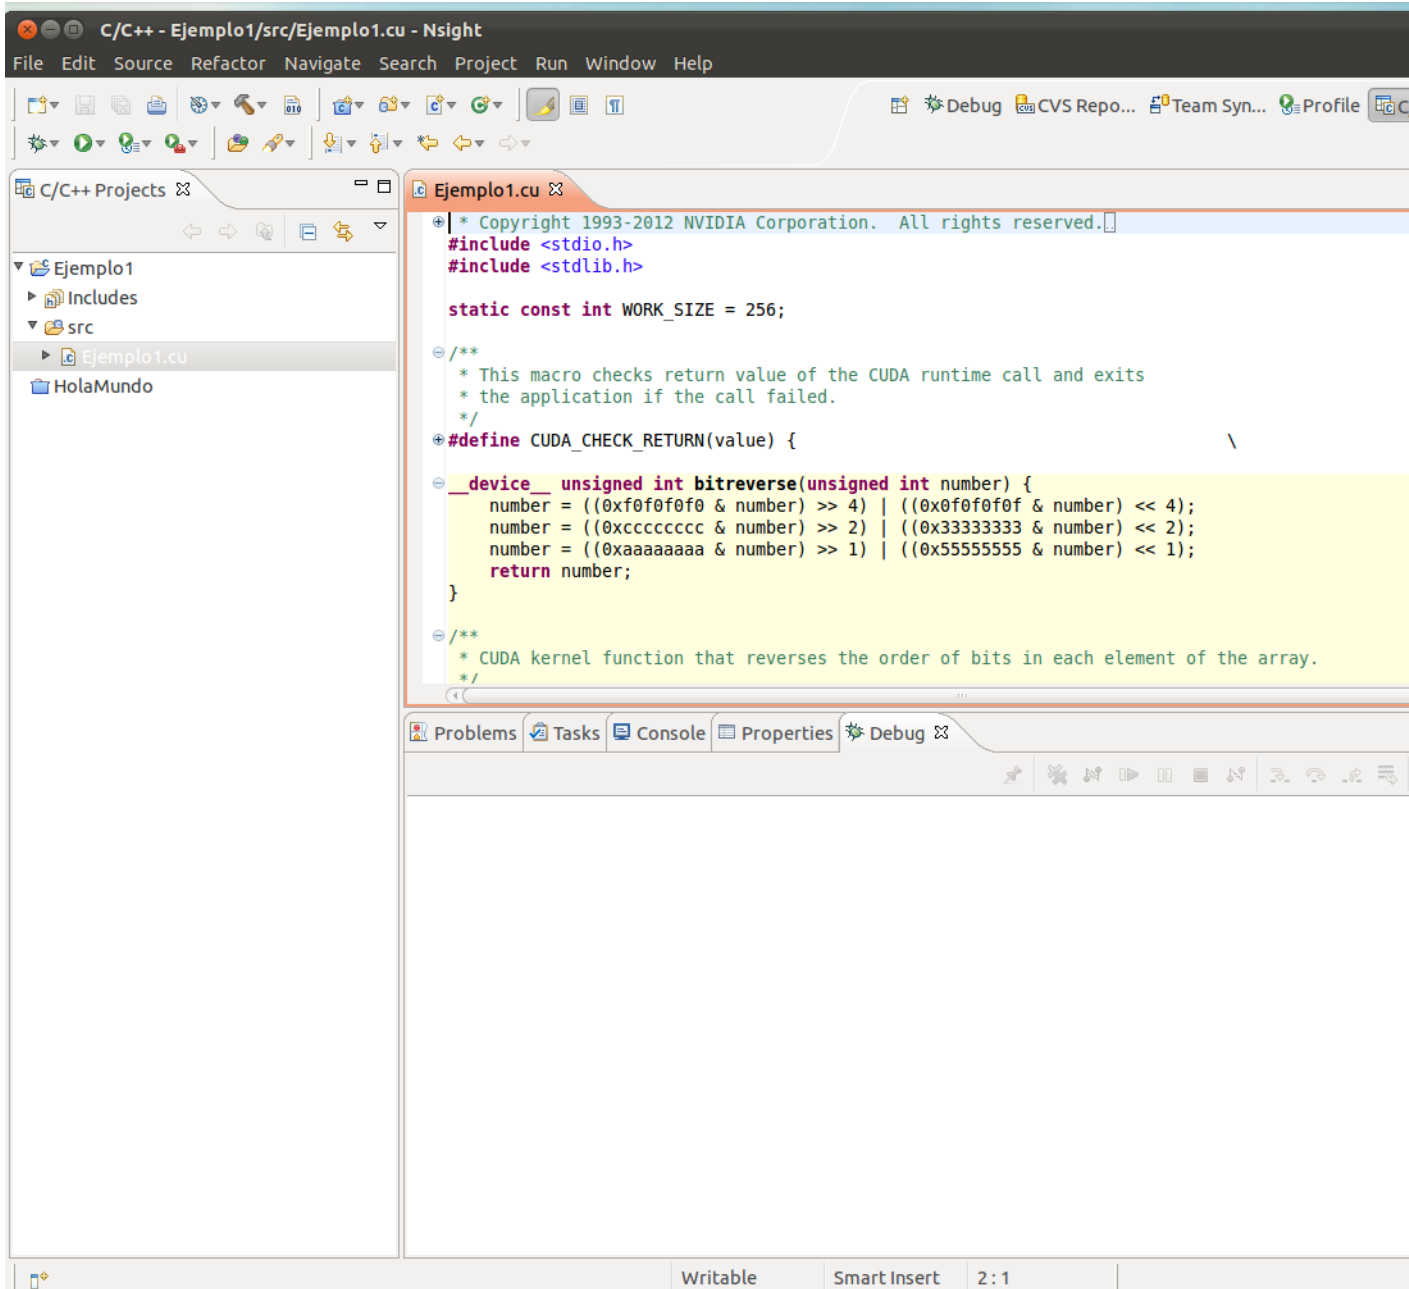 C/C++ - Ejemplo1/src/Ejemplo1.cu - Nsight
File Edit Source Refactor Navigate Search Project Run Window Help
Debug CVS Repo... Team Syn... Profile C
C/C++ Projects
Ejemplo1
Includes
src
Ejemplo1.cu
HolaMundo
Ejemplo1.cu
* Copyright 1993-2012 NVIDIA Corporation.  All rights reserved.
#include <stdio.h>
#include <stdlib.h>
static const int WORK_SIZE = 256;
/**
* This macro checks return value of the CUDA runtime call and exits
* the application if the call failed.
*/
#define CUDA_CHECK_RETURN(value) { \
__device__ unsigned int bitreverse(unsigned int number) {
number = ((0xf0f0f0f0 & number) >> 4) | ((0x0f0f0f0f & number) << 4);
number = ((0xcccccccc & number) >> 2) | ((0x33333333 & number) << 2);
number = ((0xaaaaaaaa & number) >> 1) | ((0x55555555 & number) << 1);
return number;
}
/**
* CUDA kernel function that reverses the order of bits in each element of the array.
*/
Problems Tasks Console Properties Debug
Writable Smart Insert 2 : 1